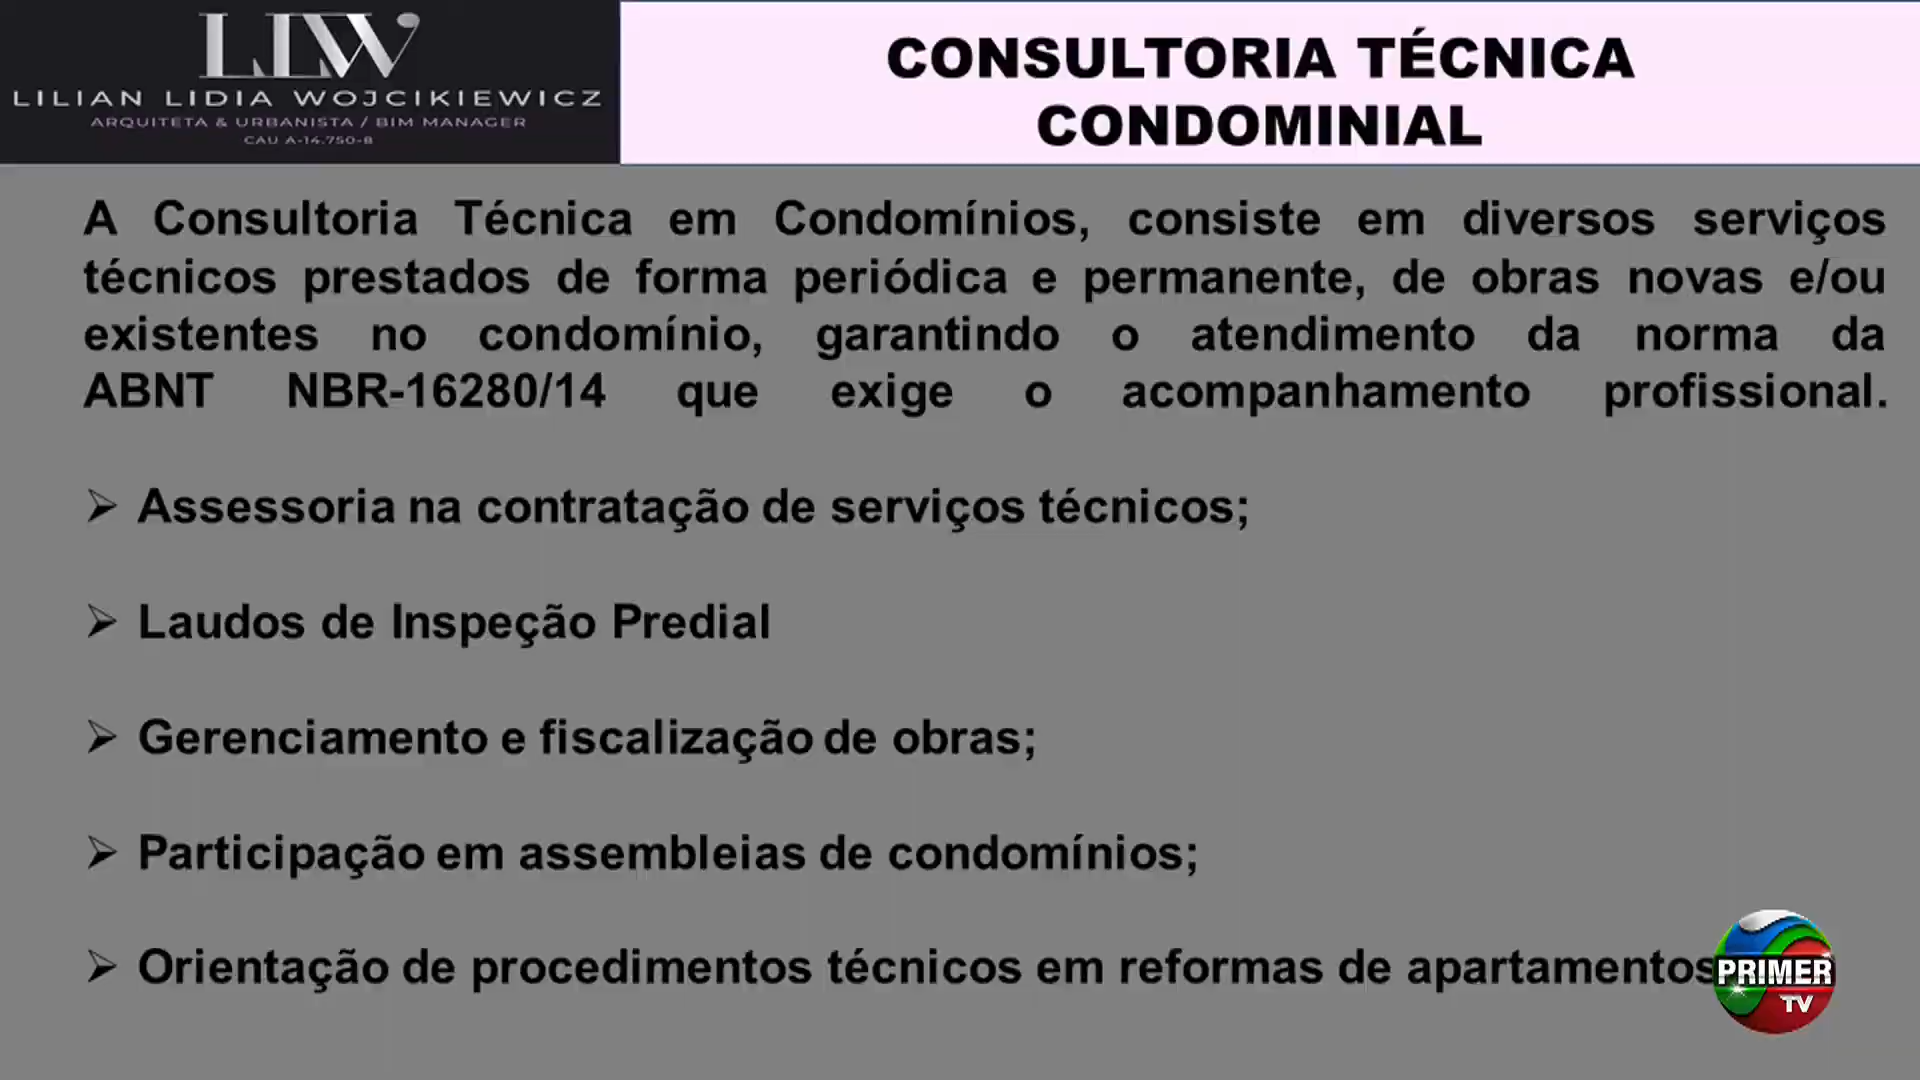 LLW
LILIAN LIDIA WOJCIKIEWICZ
ARQUITETA & URBANISTA / BIM MANAGER
CAU A-14.750-8
CONSULTORIA TÉCNICA
CONDOMINIAL
A Consultoria Técnica em Condomínios, consiste em diversos serviços
técnicos prestados de forma periódica e permanente, de obras novas e/ou
existentes no condomínio, garantindo o atendimento da norma da
ABNT NBR-16280/14 que exige o acompanhamento profissional.
➢ Assessoria na contratação de serviços técnicos;
➢ Laudos de Inspeção Predial
➢ Gerenciamento e fiscalização de obras;
➢ Participação em assembleias de condomínios;
➢ Orientação de procedimentos técnicos em reformas de apartamentos
PRIMER
TV